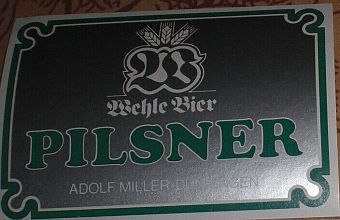 W
Wehle Bier
PILSNER
ADOLF MILLER